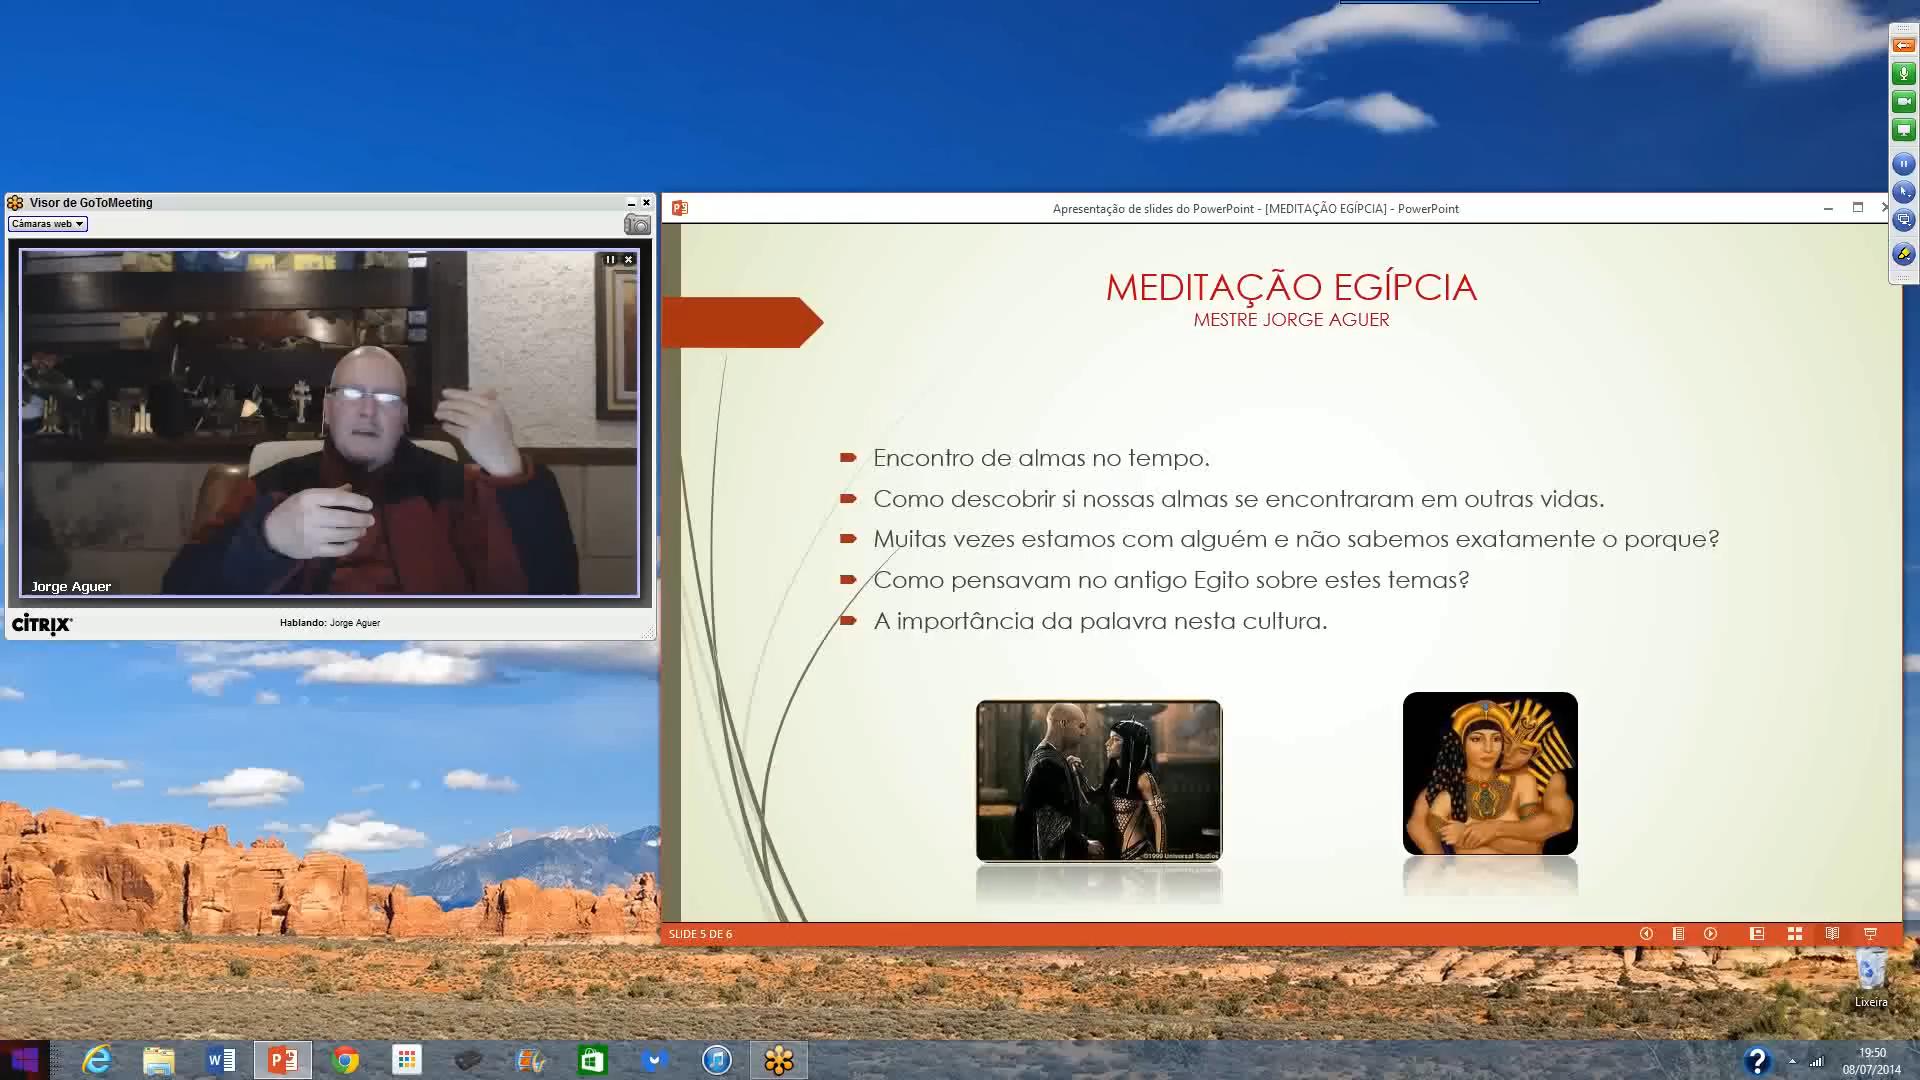 Visor de GoToMeeting
Cámaras web
Jorge Aguer
CITRIX
Hablando: Jorge Aguer
Apresentação de slides do PowerPoint - [MEDITAÇÃO EGÍPCIA] - PowerPoint
MEDITAÇÃO EGÍPCIA
MESTRE JORGE AGUER
Encontro de almas no tempo.
Como descobrir si nossas almas se encontraram em outras vidas.
Muitas vezes estamos com alguém e não sabemos exatamente o porque?
Como pensavam no antigo Egito sobre estes temas?
A importância da palavra nesta cultura.
©1999 Universal Studios
SLIDE 5 DE 6
Lixeira
19:50
08/07/2014